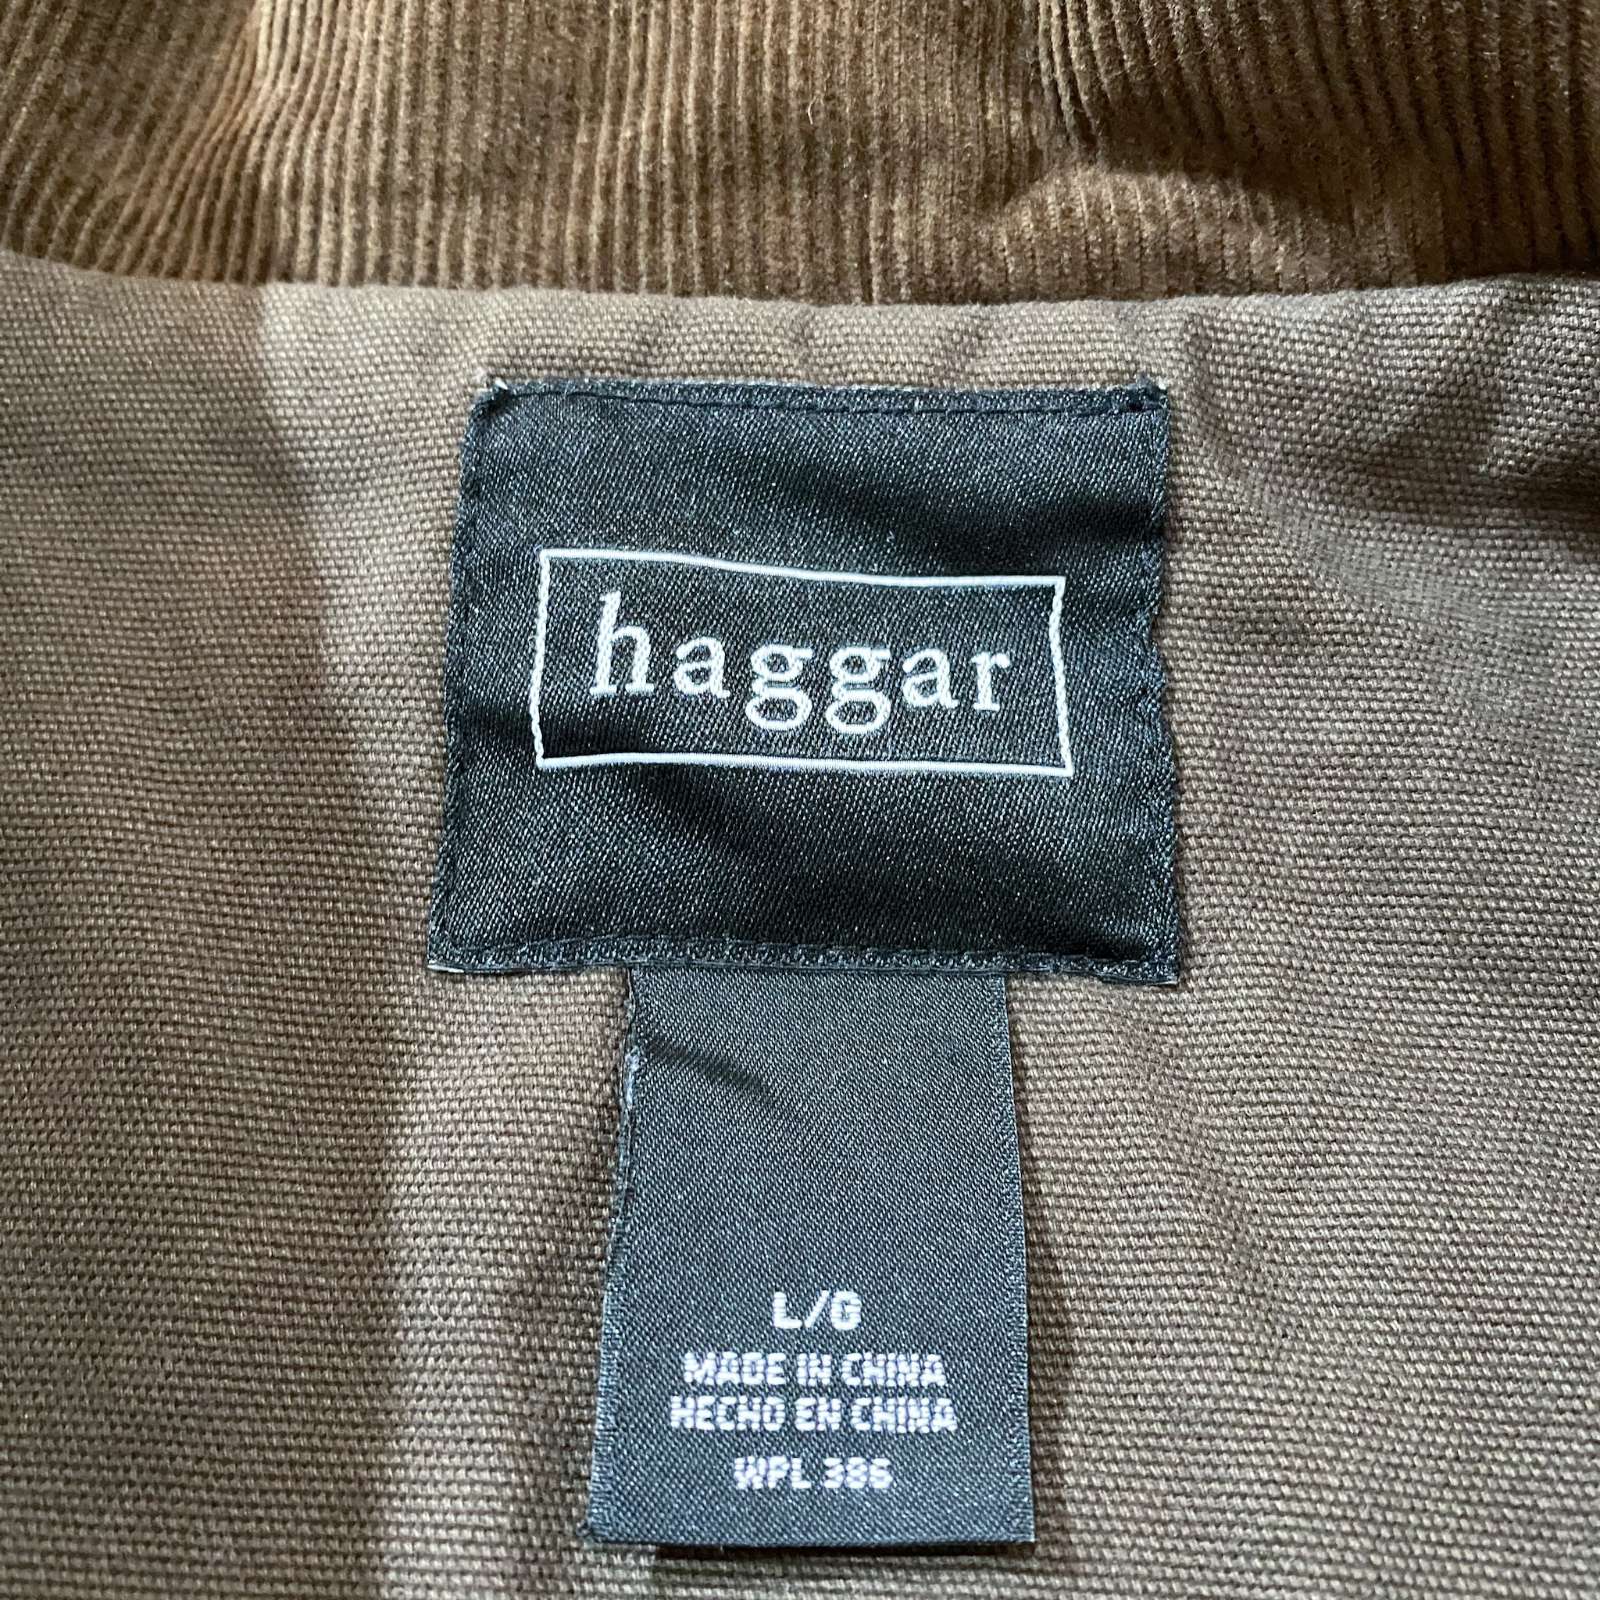 haggar
L/G
MADE IN CHINA
HECHO EN CHINA
WPL 386